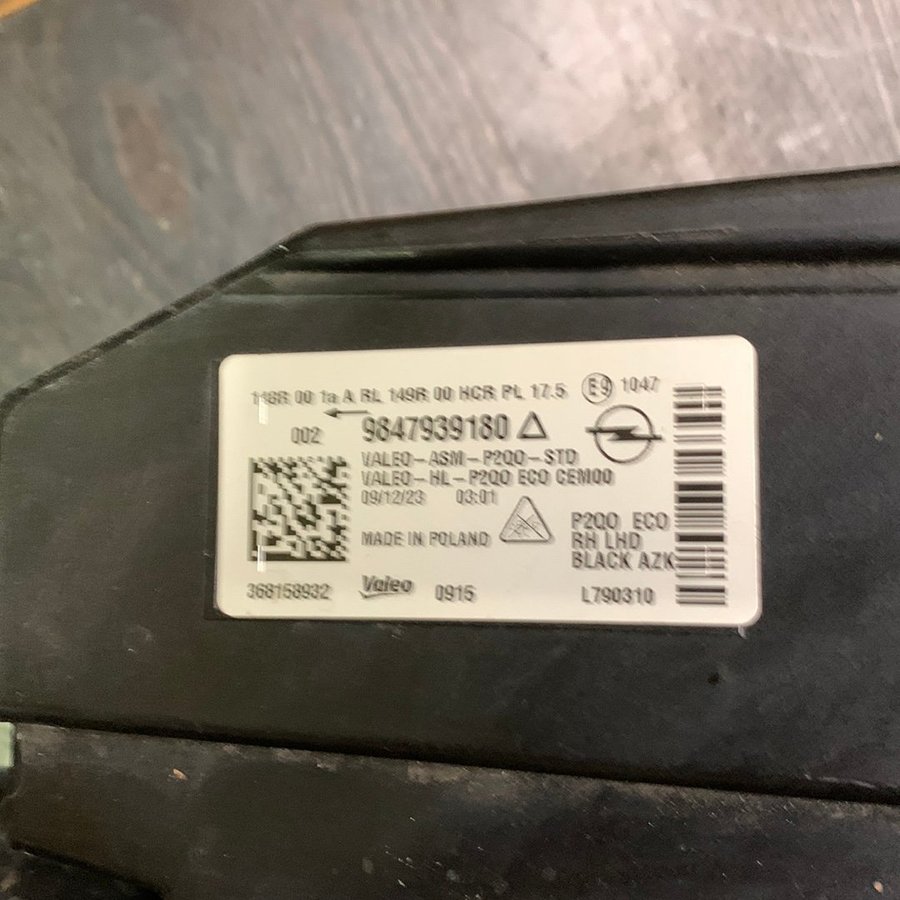 148R 00 1a A RL 149R 00 HCR PL 17.5 E9 1047
002 9847939180
VALEO-ASM-P2QO-STD
VALEO-HL-P2QO ECO CEM00
09/12/23 03:01
MADE IN POLAND
P2QO ECO
RH LHD
BLACK AZK
368158932 Valeo 0915 L790310